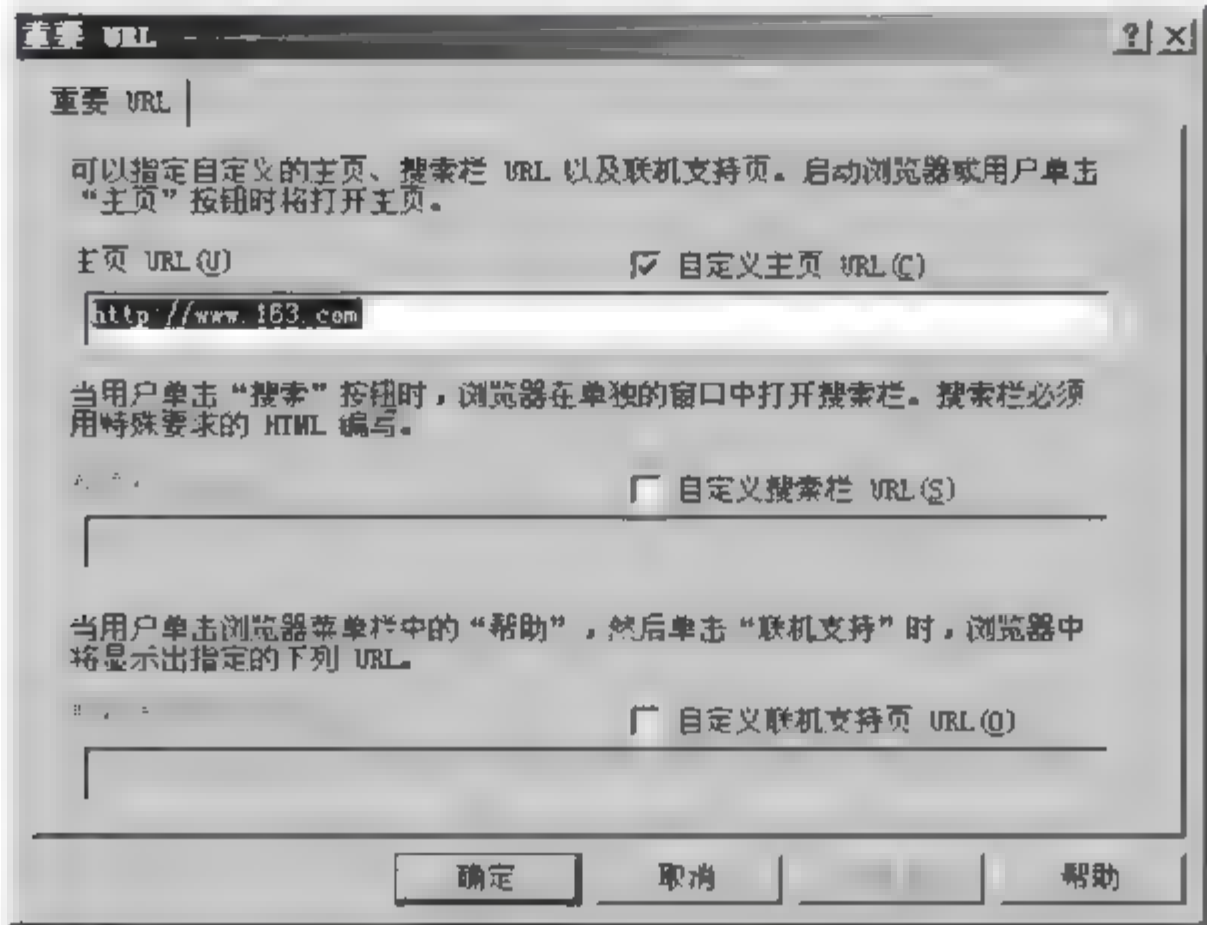 重要 URL
重要 URL
可以指定自定义的主页、搜索栏 URL 以及联机支持页。启动浏览器或用户单击
“主页”按钮时将打开主页。
主页 URL(U)
自定义主页 URL(C)
http://www.163.com
当用户单击“搜索”按钮时，浏览器在单独的窗口中打开搜索栏。搜索栏必须
用特殊要求的 HTML 编写。
自定义搜索栏 URL(S)
当用户单击浏览器菜单栏中的“帮助”，然后单击“联机支持”时，浏览器中
将显示出指定的下列 URL。
自定义联机支持页 URL(O)
确定
取消
帮助